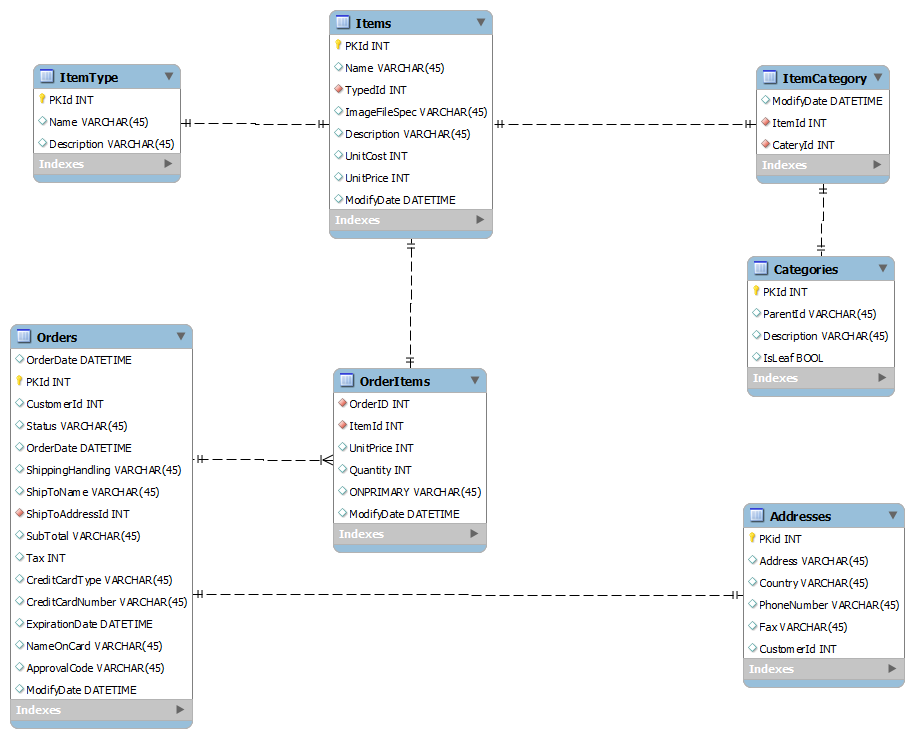 Items
PKId INT
Name VARCHAR(45)
TypedId INT
ImageFileSpec VARCHAR(45)
Description VARCHAR(45)
UnitCost INT
UnitPrice INT
ModifyDate DATETIME
Indexes
ItemType
PKId INT
Name VARCHAR(45)
Description VARCHAR(45)
Indexes
ItemCategory
ModifyDate DATETIME
ItemId INT
CateryId INT
Indexes
Categories
PKId INT
ParentId VARCHAR(45)
Description VARCHAR(45)
IsLeaf BOOL
Indexes
Orders
OrderDate DATETIME
PKId INT
CustomerId INT
Status VARCHAR(45)
OrderDate DATETIME
ShippingHandling VARCHAR(45)
ShipToName VARCHAR(45)
ShipToAddressId INT
SubTotal VARCHAR(45)
Tax INT
CreditCardType VARCHAR(45)
CreditCardNumber VARCHAR(45)
ExpirationDate DATETIME
NameOnCard VARCHAR(45)
ApprovalCode VARCHAR(45)
ModifyDate DATETIME
Indexes
OrderItems
OrderID INT
ItemId INT
UnitPrice INT
Quantity INT
ONPRIMARY VARCHAR(45)
ModifyDate DATETIME
Indexes
Addresses
PKid INT
Address VARCHAR(45)
Country VARCHAR(45)
PhoneNumber VARCHAR(45)
Fax VARCHAR(45)
CustomerId INT
Indexes